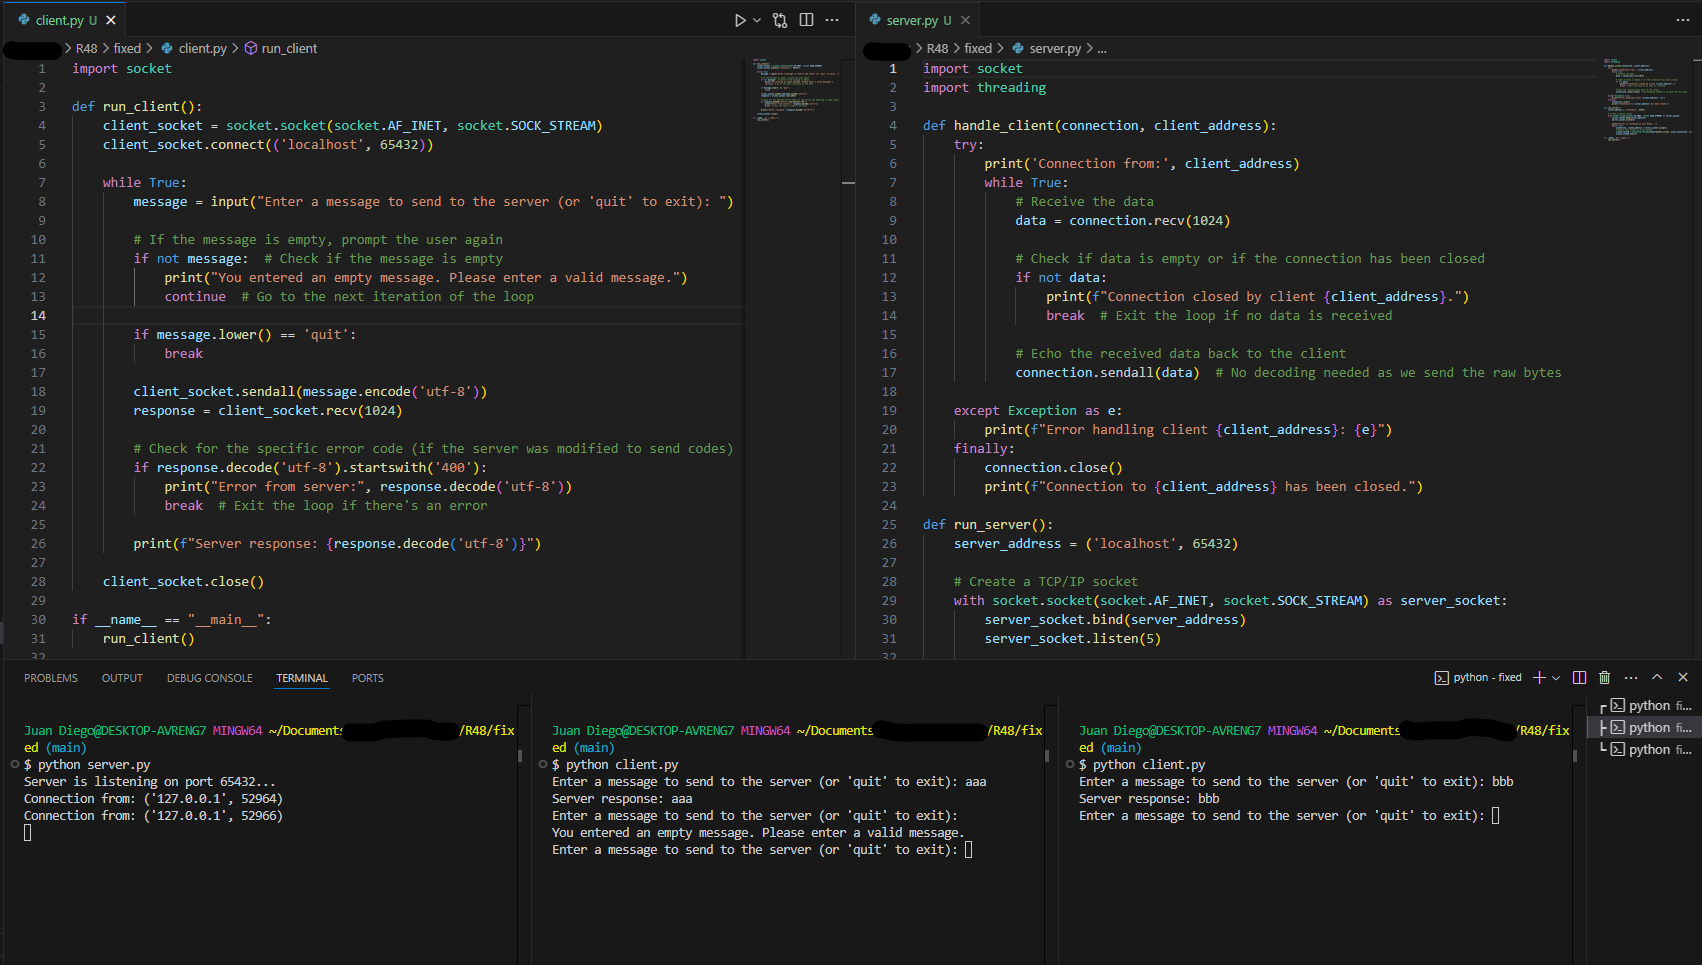 client.py U
R48 > fixed > client.py > run_client
1 import socket
2
3 def run_client():
4     client_socket = socket.socket(socket.AF_INET, socket.SOCK_STREAM)
5     client_socket.connect(('localhost', 65432))
6
7     while True:
8         message = input("Enter a message to send to the server (or 'quit' to exit): ")
9
10         # If the message is empty, prompt the user again
11         if not message:  # Check if the message is empty
12             print("You entered an empty message. Please enter a valid message.")
13             continue  # Go to the next iteration of the loop
14
15         if message.lower() == 'quit':
16             break
17
18         client_socket.sendall(message.encode('utf-8'))
19         response = client_socket.recv(1024)
20
21         # Check for the specific error code (if the server was modified to send codes)
22         if response.decode('utf-8').startswith('400'):
23             print("Error from server:", response.decode('utf-8'))
24             break  # Exit the loop if there's an error
25
26         print(f"Server response: {response.decode('utf-8')}")
27
28     client_socket.close()
29
30 if __name__ == "__main__":
31     run_client()
32
server.py U
R48 > fixed > server.py > ...
1 import socket
2 import threading
3
4 def handle_client(connection, client_address):
5     try:
6         print('Connection from:', client_address)
7         while True:
8             # Receive the data
9             data = connection.recv(1024)
10
11             # Check if data is empty or if the connection has been closed
12             if not data:
13                 print(f"Connection closed by client {client_address}.")
14                 break  # Exit the loop if no data is received
15
16             # Echo the received data back to the client
17             connection.sendall(data)  # No decoding needed as we send the raw bytes
18
19     except Exception as e:
20         print(f"Error handling client {client_address}: {e}")
21     finally:
22         connection.close()
23         print(f"Connection to {client_address} has been closed.")
24
25 def run_server():
26     server_address = ('localhost', 65432)
27
28     # Create a TCP/IP socket
29     with socket.socket(socket.AF_INET, socket.SOCK_STREAM) as server_socket:
30         server_socket.bind(server_address)
31         server_socket.listen(5)
32
PROBLEMS OUTPUT DEBUG CONSOLE TERMINAL PORTS
python - fixed
Juan Diego@DESKTOP-AVRENG7 MINGW64 ~/Documents /R48/fix
ed (main)
$ python server.py
Server is listening on port 65432...
Connection from: ('127.0.0.1', 52964)
Connection from: ('127.0.0.1', 52966)
Juan Diego@DESKTOP-AVRENG7 MINGW64 ~/Documents /R48/fix
ed (main)
$ python client.py
Enter a message to send to the server (or 'quit' to exit): aaa
Server response: aaa
Enter a message to send to the server (or 'quit' to exit):
You entered an empty message. Please enter a valid message.
Enter a message to send to the server (or 'quit' to exit):
Juan Diego@DESKTOP-AVRENG7 MINGW64 ~/Documents /R48/fix
ed (main)
$ python client.py
Enter a message to send to the server (or 'quit' to exit): bbb
Server response: bbb
Enter a message to send to the server (or 'quit' to exit):
python fi...
python fi...
python fi...